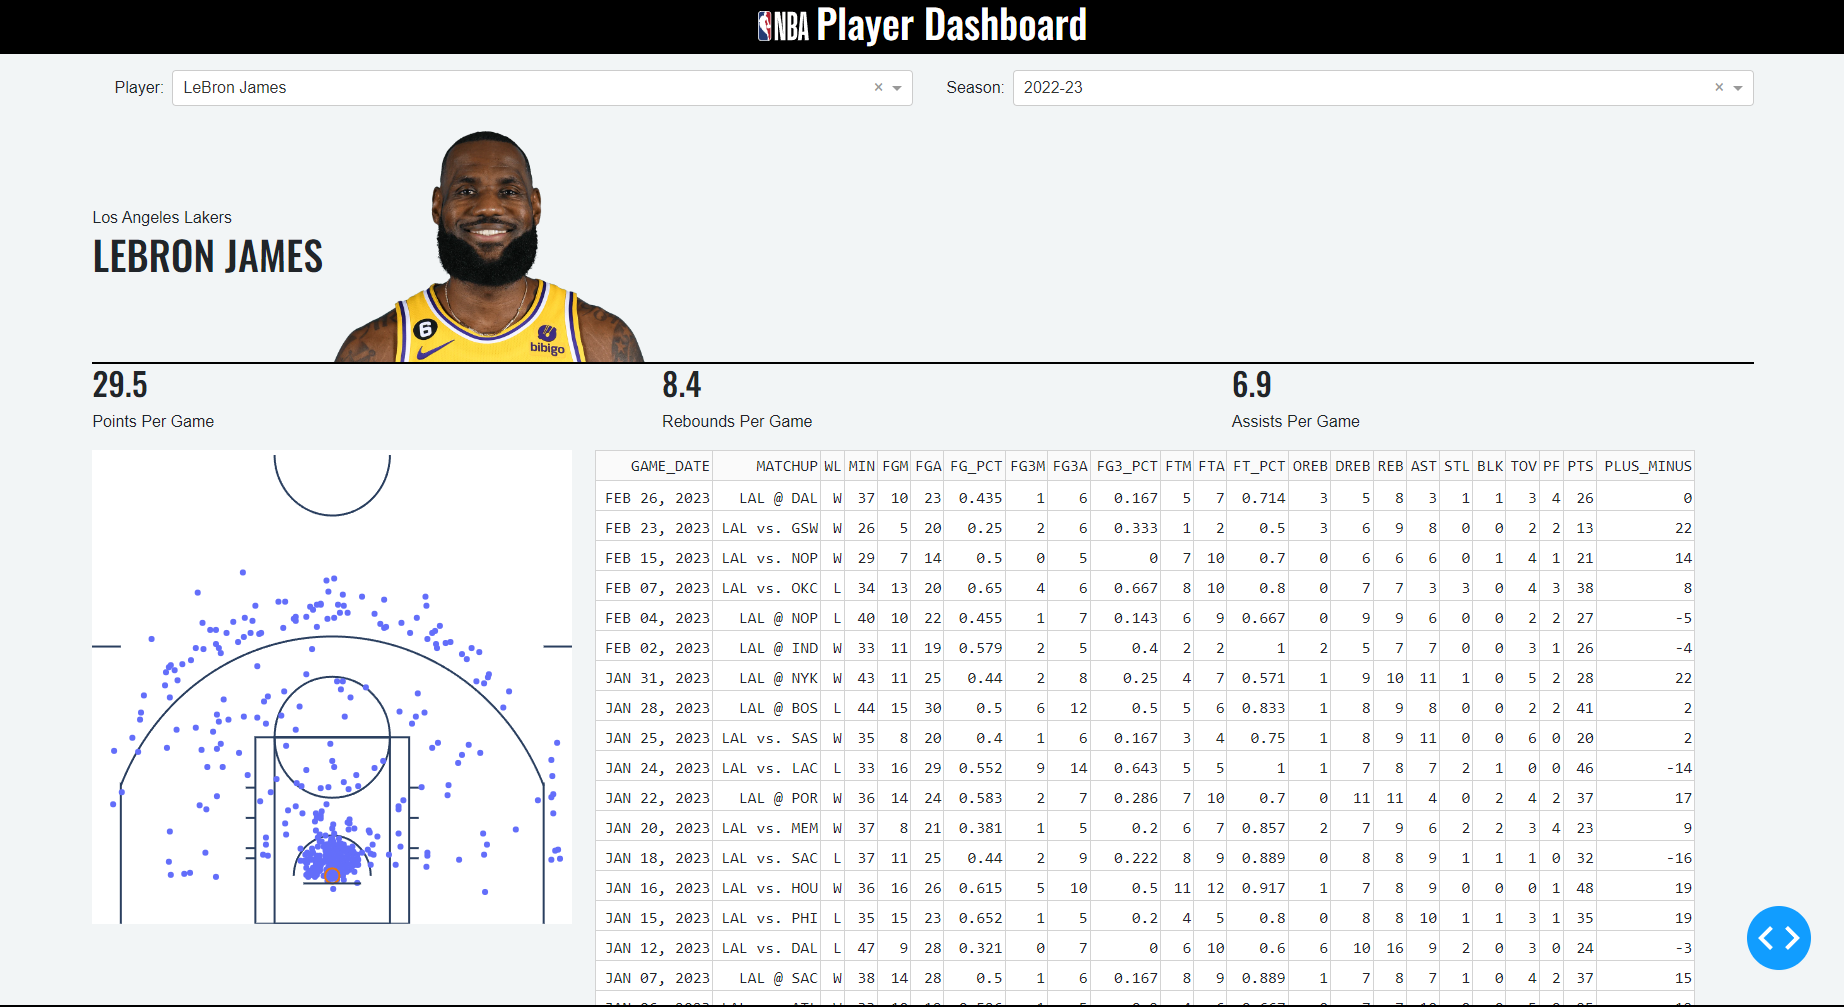 NBA Player Dashboard
Player: LeBron James × Season: 2022-23 ×
Los Angeles Lakers
LEBRON JAMES
6
bibigo
29.5 8.4 6.9
Points Per Game Rebounds Per Game Assists Per Game
GAME_DATE MATCHUP WL MIN FGM FGA FG_PCT FG3M FG3A FG3_PCT FTM FTA FT_PCT OREB DREB REB AST STL BLK TOV PF PTS PLUS_MINUS
FEB 26, 2023 LAL @ DAL W 37 10 23 0.435 1 6 0.167 5 7 0.714 3 5 8 3 1 1 3 4 26 0
FEB 23, 2023 LAL vs. GSW W 26 5 20 0.25 2 6 0.333 1 2 0.5 3 6 9 8 0 0 2 2 13 22
FEB 15, 2023 LAL vs. NOP W 29 7 14 0.5 0 5 0 7 10 0.7 0 6 6 6 0 1 4 1 21 14
FEB 07, 2023 LAL vs. OKC L 34 13 20 0.65 4 6 0.667 8 10 0.8 0 7 7 3 3 0 4 3 38 8
FEB 04, 2023 LAL @ NOP L 40 10 22 0.455 1 7 0.143 6 9 0.667 0 9 9 6 0 0 2 2 27 -5
FEB 02, 2023 LAL @ IND W 33 11 19 0.579 2 5 0.4 2 2 1 2 5 7 7 0 0 3 1 26 -4
JAN 31, 2023 LAL @ NYK W 43 11 25 0.44 2 8 0.25 4 7 0.571 1 9 10 11 1 0 5 2 28 22
JAN 28, 2023 LAL @ BOS L 44 15 30 0.5 6 12 0.5 5 6 0.833 1 8 9 8 0 0 2 2 41 2
JAN 25, 2023 LAL vs. SAS W 35 8 20 0.4 1 6 0.167 3 4 0.75 1 8 9 11 0 0 6 0 20 2
JAN 24, 2023 LAL vs. LAC L 33 16 29 0.552 9 14 0.643 5 5 1 1 7 8 7 2 1 0 0 46 -14
JAN 22, 2023 LAL @ POR W 36 14 24 0.583 2 7 0.286 7 10 0.7 0 11 11 4 0 2 4 2 37 17
JAN 20, 2023 LAL vs. MEM W 37 8 21 0.381 1 5 0.2 6 7 0.857 2 7 9 6 2 2 3 4 23 9
JAN 18, 2023 LAL vs. SAC L 37 11 25 0.44 2 9 0.222 8 9 0.889 0 8 8 9 1 1 1 0 32 -16
JAN 16, 2023 LAL vs. HOU W 36 16 26 0.615 5 10 0.5 11 12 0.917 1 7 8 9 0 0 0 1 48 19
JAN 15, 2023 LAL vs. PHI L 35 15 23 0.652 1 5 0.2 4 5 0.8 0 8 8 10 1 1 3 1 35 19
JAN 12, 2023 LAL vs. DAL L 47 9 28 0.321 0 7 0 6 10 0.6 6 10 16 9 2 0 3 0 24 -3
JAN 07, 2023 LAL @ SAC W 38 14 28 0.5 1 6 0.167 8 9 0.889 1 7 8 7 1 0 4 2 37 15